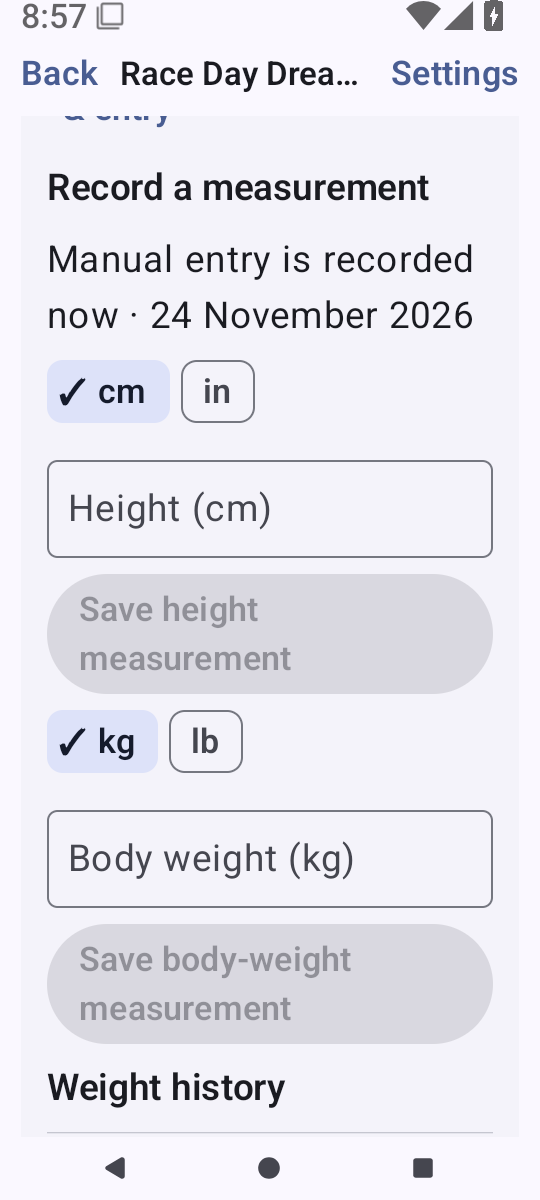 8:57
Back Race Day Drea... Settings
& entry
Record a measurement
Manual entry is recorded
now · 24 November 2026
✓ cm in
Height (cm)
Save height
measurement
✓ kg lb
Body weight (kg)
Save body-weight
measurement
Weight history